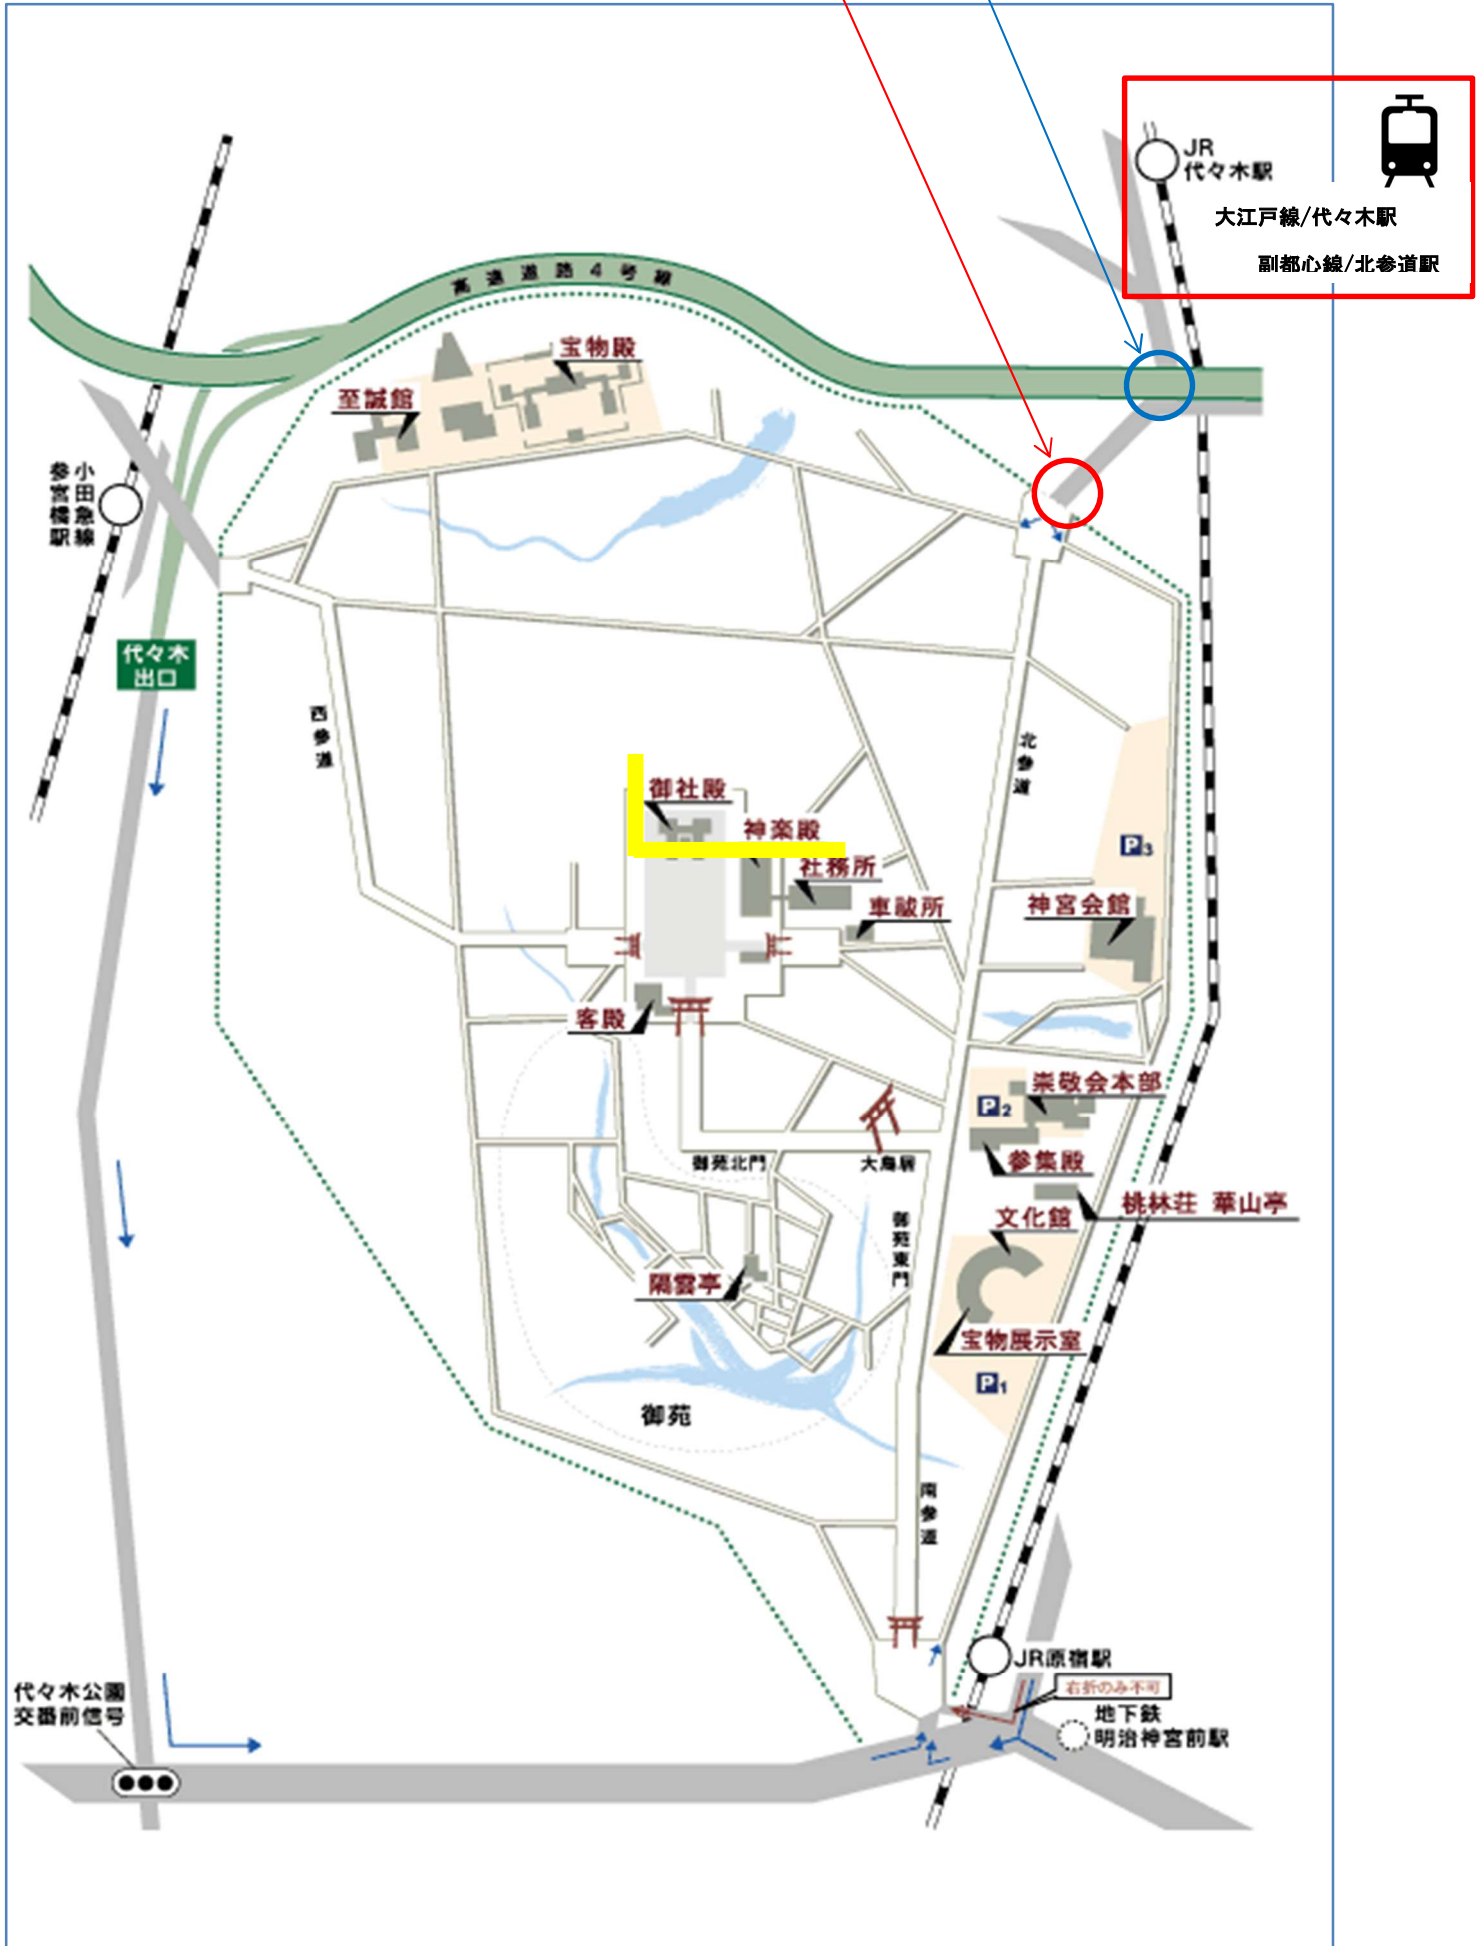 JR
代々木駅
大江戸線/代々木駅
副都心線/北参道駅
高速道路4号線
宝物殿
至誠館
小田急線
参宮橋駅
代々木
出口
西参道
北参道
御社殿
神楽殿
社務所
車祓所
P3
神宮会館
客殿
崇敬会本部
P2
参集殿
御苑北門
大鳥居
桃林荘 華山亭
文化館
御苑東門
隔雲亭
宝物展示室
P1
御苑
南参道
JR原宿駅
右折のみ不可
地下鉄
明治神宮前駅
代々木公園
交番前信号